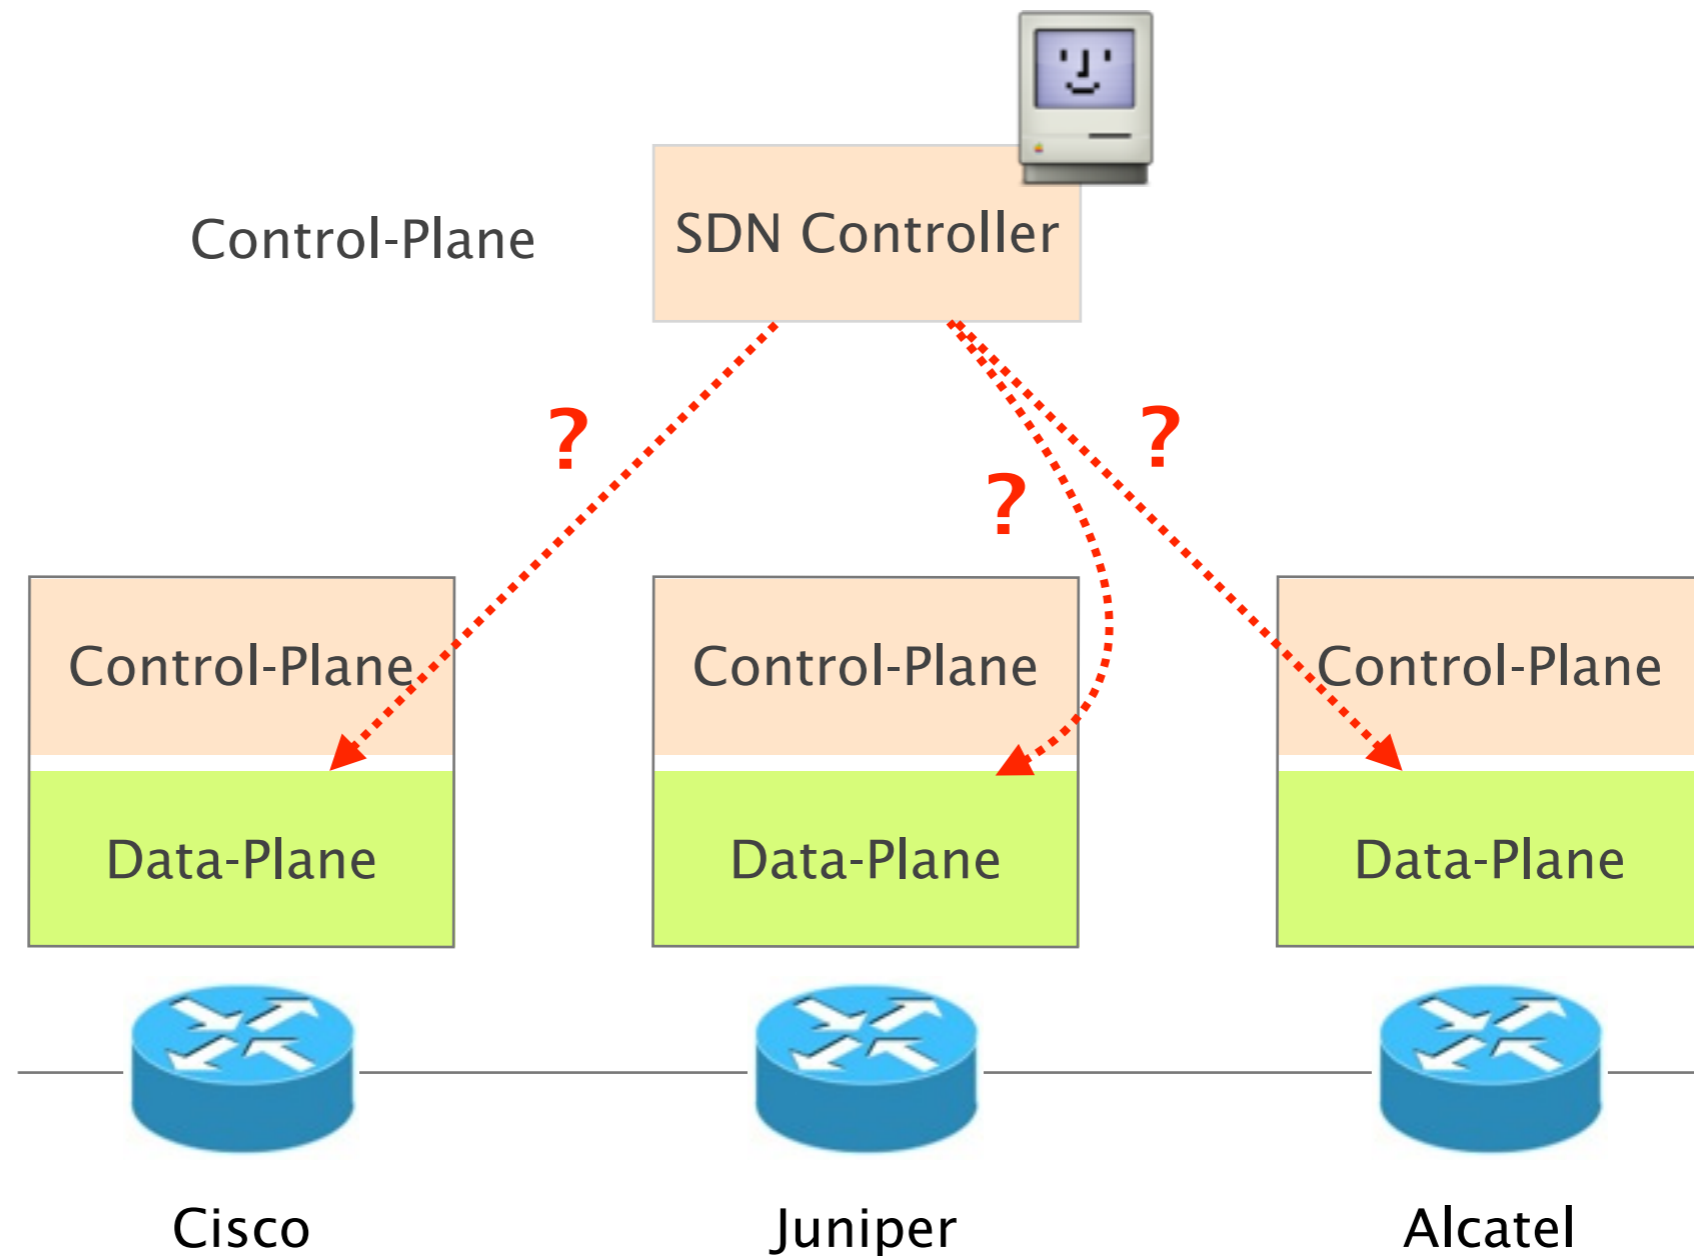 Control-Plane
SDN Controller
?
?
?
Control-Plane
Control-Plane
Control-Plane
Data-Plane
Data-Plane
Data-Plane
Cisco
Juniper
Alcatel